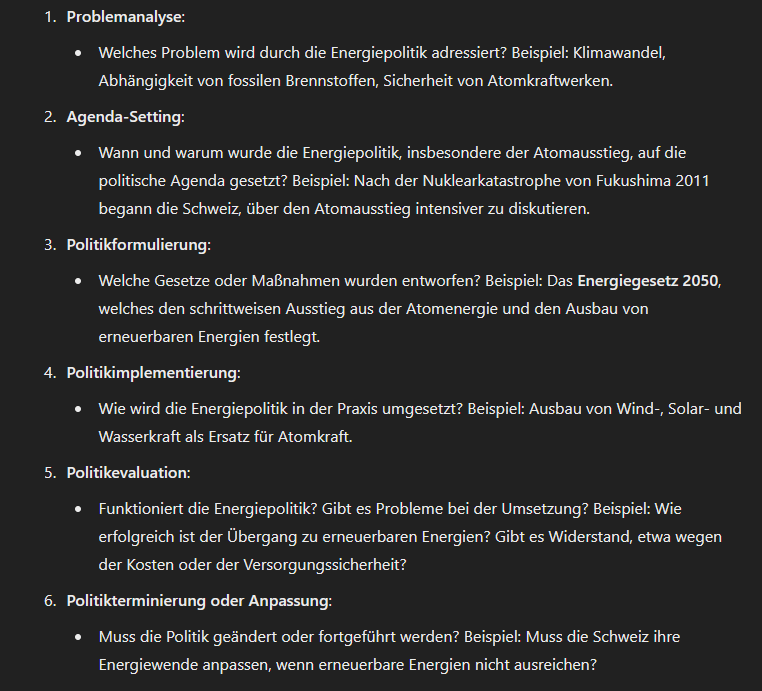 1. Problemanalyse:
• Welches Problem wird durch die Energiepolitik adressiert? Beispiel: Klimawandel,
Abhängigkeit von fossilen Brennstoffen, Sicherheit von Atomkraftwerken.
2. Agenda-Setting:
• Wann und warum wurde die Energiepolitik, insbesondere der Atomausstieg, auf die
politische Agenda gesetzt? Beispiel: Nach der Nuklearkatastrophe von Fukushima 2011
begann die Schweiz, über den Atomausstieg intensiver zu diskutieren.
3. Politikformulierung:
• Welche Gesetze oder Maßnahmen wurden entworfen? Beispiel: Das Energiegesetz 2050,
welches den schrittweisen Ausstieg aus der Atomenergie und den Ausbau von
erneuerbaren Energien festlegt.
4. Politikimplementierung:
• Wie wird die Energiepolitik in der Praxis umgesetzt? Beispiel: Ausbau von Wind-, Solar- und
Wasserkraft als Ersatz für Atomkraft.
5. Politikevaluation:
• Funktioniert die Energiepolitik? Gibt es Probleme bei der Umsetzung? Beispiel: Wie
erfolgreich ist der Übergang zu erneuerbaren Energien? Gibt es Widerstand, etwa wegen
der Kosten oder der Versorgungssicherheit?
6. Politikterminierung oder Anpassung:
• Muss die Politik geändert oder fortgeführt werden? Beispiel: Muss die Schweiz ihre
Energiewende anpassen, wenn erneuerbare Energien nicht ausreichen?